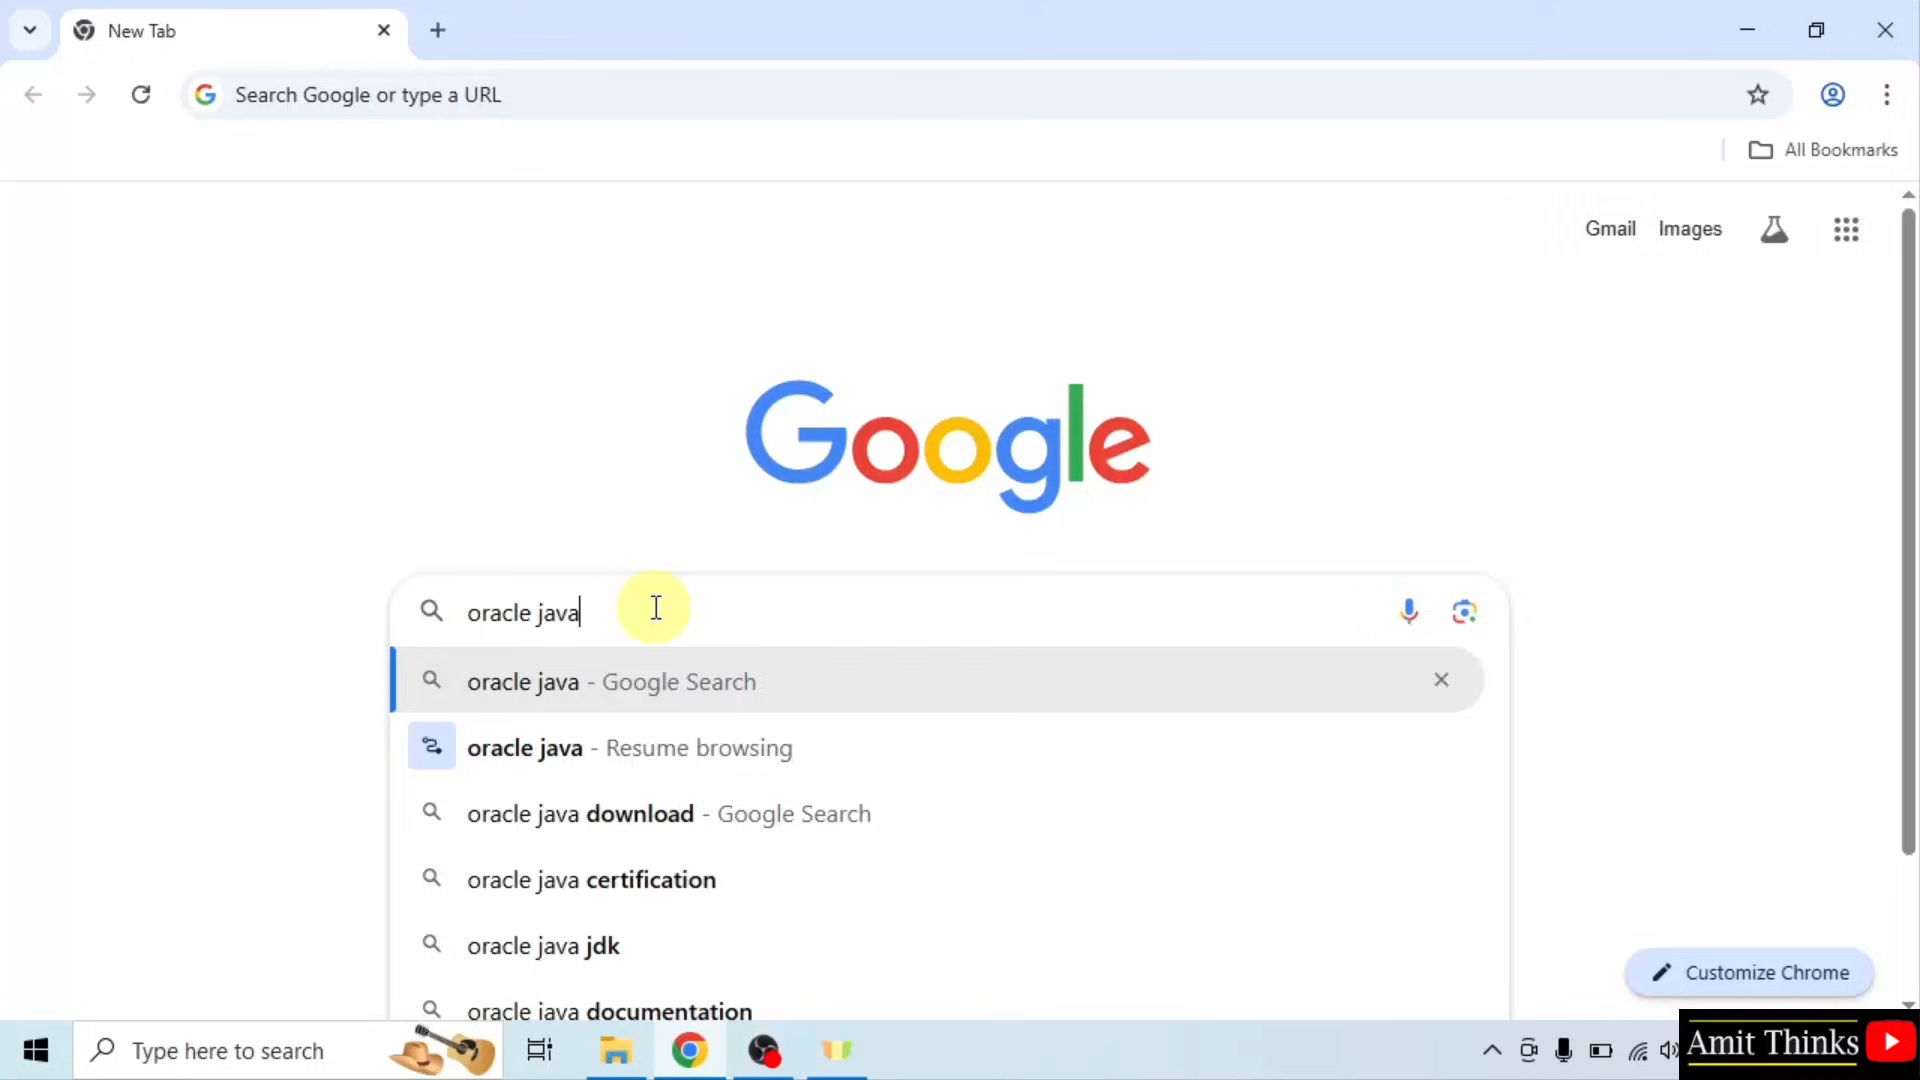 New Tab
Search Google or type a URL
All Bookmarks
Gmail Images
Google
oracle java
oracle java - Google Search
oracle java - Resume browsing
oracle java download - Google Search
oracle java certification
oracle java jdk
oracle java documentation
Customize Chrome
Type here to search
Amit Thinks